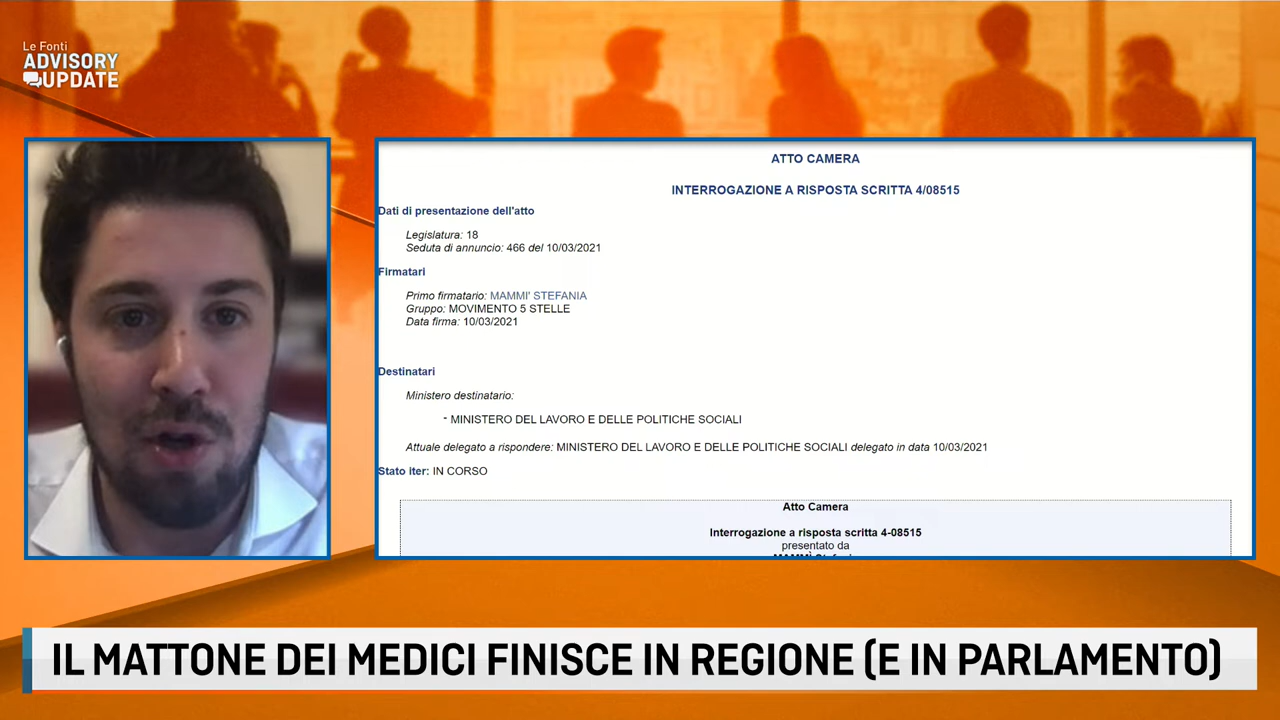 Le Fonti
ADVISORY
UPDATE
ATTO CAMERA
INTERROGAZIONE A RISPOSTA SCRITTA 4/08515
Dati di presentazione dell'atto
Legislatura: 18
Seduta di annuncio: 466 del 10/03/2021
Firmatari
Primo firmatario: MAMMI' STEFANIA
Gruppo: MOVIMENTO 5 STELLE
Data firma: 10/03/2021
Destinatari
Ministero destinatario:
- MINISTERO DEL LAVORO E DELLE POLITICHE SOCIALI
Attuale delegato a rispondere: MINISTERO DEL LAVORO E DELLE POLITICHE SOCIALI delegato in data 10/03/2021
Stato iter: IN CORSO
Atto Camera
Interrogazione a risposta scritta 4-08515
presentato da
IL MATTONE DEI MEDICI FINISCE IN REGIONE (E IN PARLAMENTO)